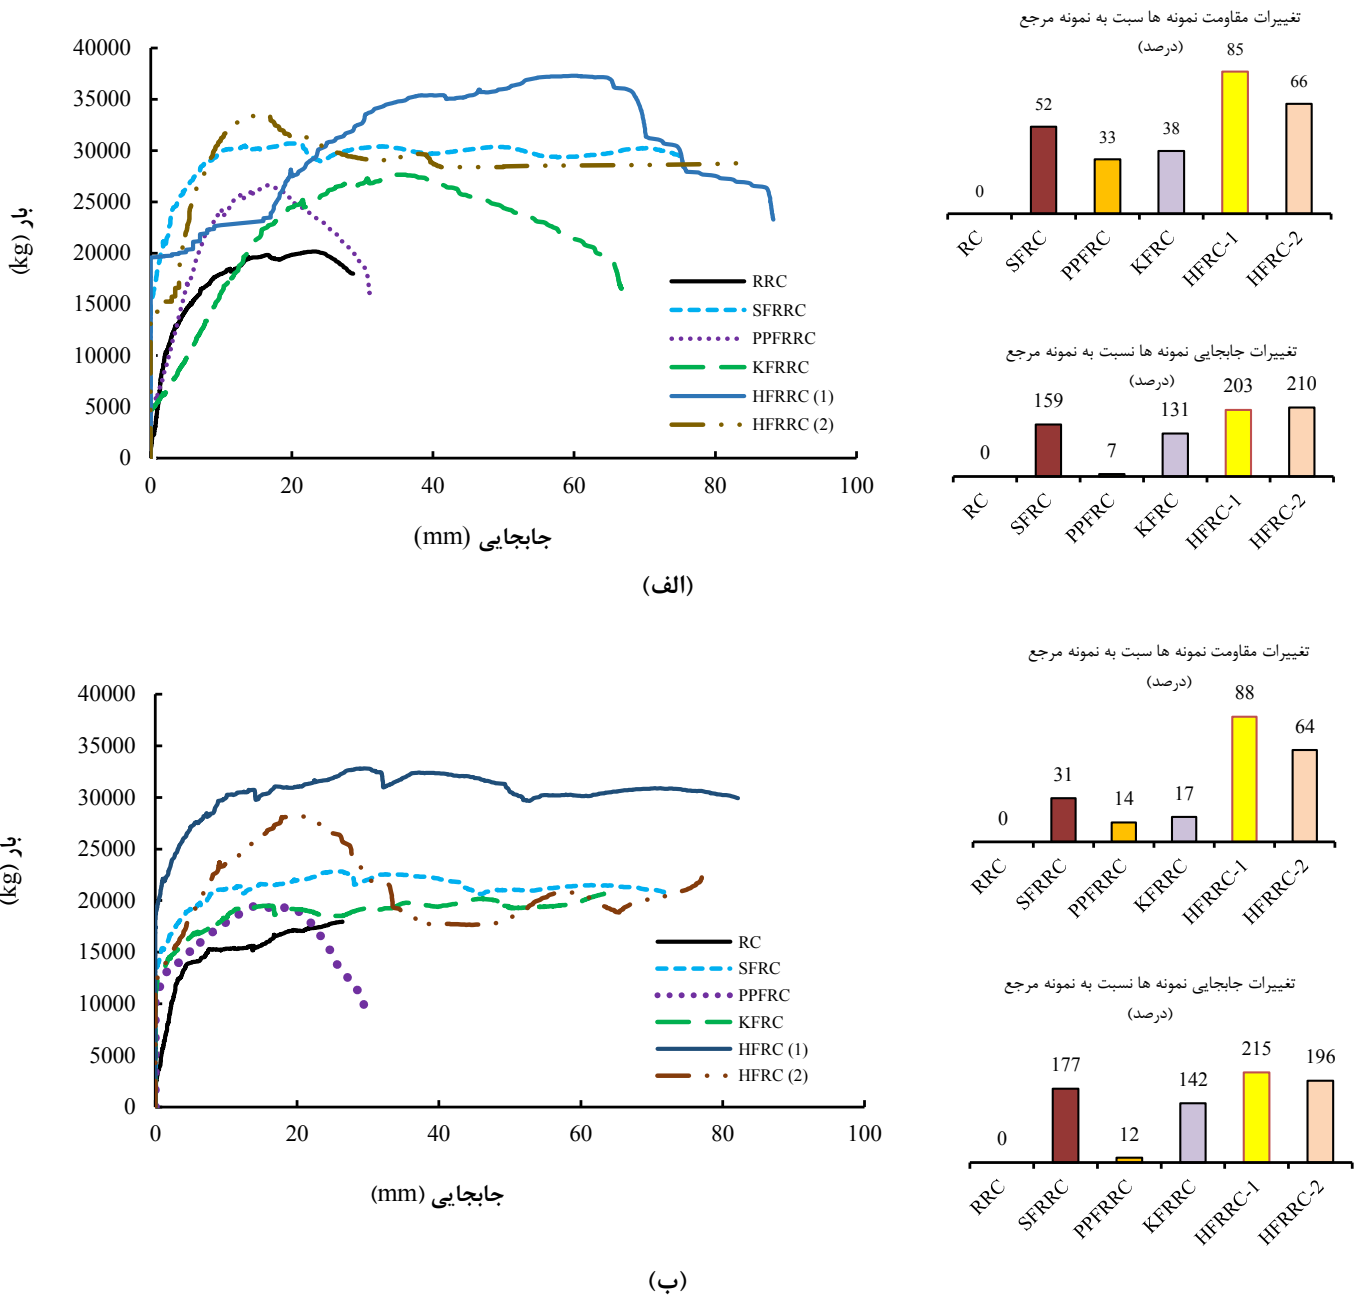 تغییرات مقاومت نمونه ها سبت به نمونه مرجع
(درصد)
0
52
33
38
85
66
RC
SFRC
PPFRC
KFRC
HFRC-1
HFRC-2
40000
35000
30000
25000
20000
15000
10000
5000
0
بار (kg)
0
20
40
60
80
100
جابجایی (mm)
RRC
SFRRC
PPFRRC
KFRRC
HFRRC (1)
HFRRC (2)
تغییرات جابجایی نمونه ها نسبت به نمونه مرجع
(درصد)
0
159
7
131
203
210
RC
SFRC
PPFRC
KFRC
HFRC-1
HFRC-2
(الف)
تغییرات مقاومت نمونه ها سبت به نمونه مرجع
(درصد)
0
31
14
17
88
64
RRC
SFRRC
PPFRRC
KFRRC
HFRRC-1
HFRRC-2
40000
35000
30000
25000
20000
15000
10000
5000
0
بار (kg)
0
20
40
60
80
100
جابجایی (mm)
RC
SFRC
PPFRC
KFRC
HFRC (1)
HFRC (2)
تغییرات جابجایی نمونه ها نسبت به نمونه مرجع
(درصد)
0
177
12
142
215
196
RRC
SFRRC
PPFRRC
KFRRC
HFRRC-1
HFRRC-2
(ب)